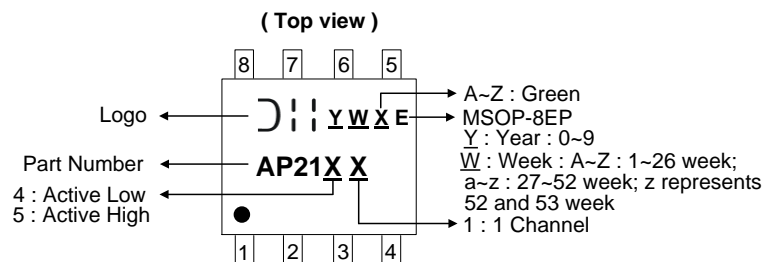 ( Top view )
8 7 6 5
Logo
Y W X E
A~Z : Green
MSOP-8EP
Y : Year : 0~9
W : Week : A~Z : 1~26 week;
a~z : 27~52 week; z represents
52 and 53 week
Part Number
AP21X X
4 : Active Low
5 : Active High
1 : 1 Channel
1 2 3 4